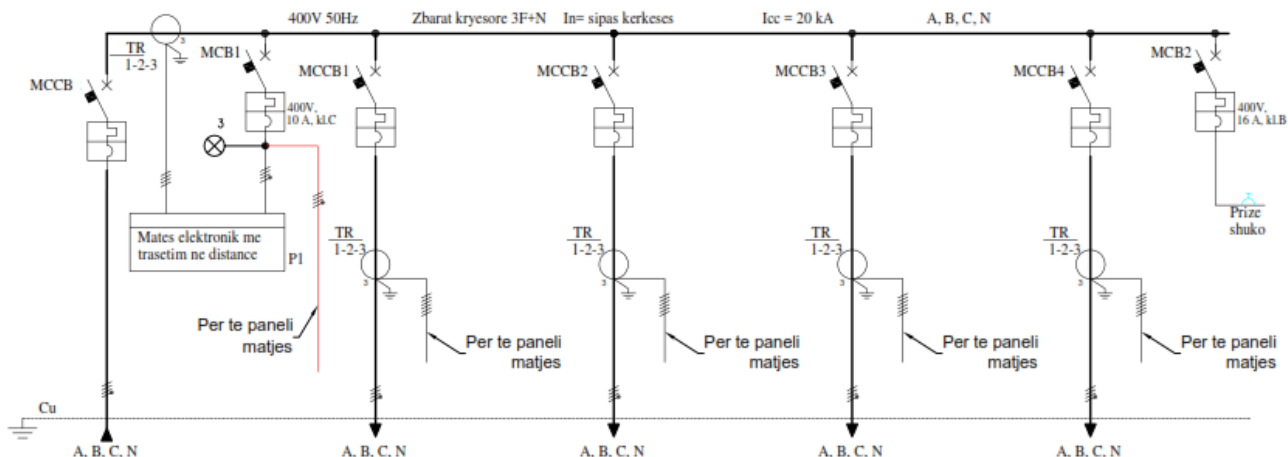 400V 50Hz
Zbarat kryesore 3F+N
In= sipas kerkeses
Icc = 20 kA
A, B, C, N
TR
1-2-3
3
MCCB
MCB1
400V,
10 A, kl.C
3
MCCB1
MCCB2
MCCB3
MCCB4
MCB2
400V,
16 A, kl.B
Prize
shuko
Mates elektronik me
trasetim ne distance
P1
TR
1-2-3
3
TR
1-2-3
3
TR
1-2-3
3
TR
1-2-3
3
Per te paneli
matjes
Per te paneli
matjes
Per te paneli
matjes
Per te paneli
matjes
Per te paneli
matjes
Cu
A, B, C, N
A, B, C, N
A, B, C, N
A, B, C, N
A, B, C, N